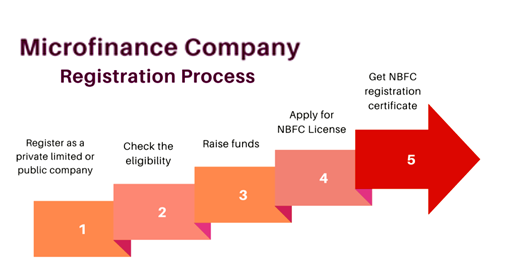 Microfinance Company
Registration Process
Register as a
private limited or
public company
1
Check the
eligibility
2
Raise funds
3
Apply for
NBFC License
4
Get NBFC
registration
certificate
5